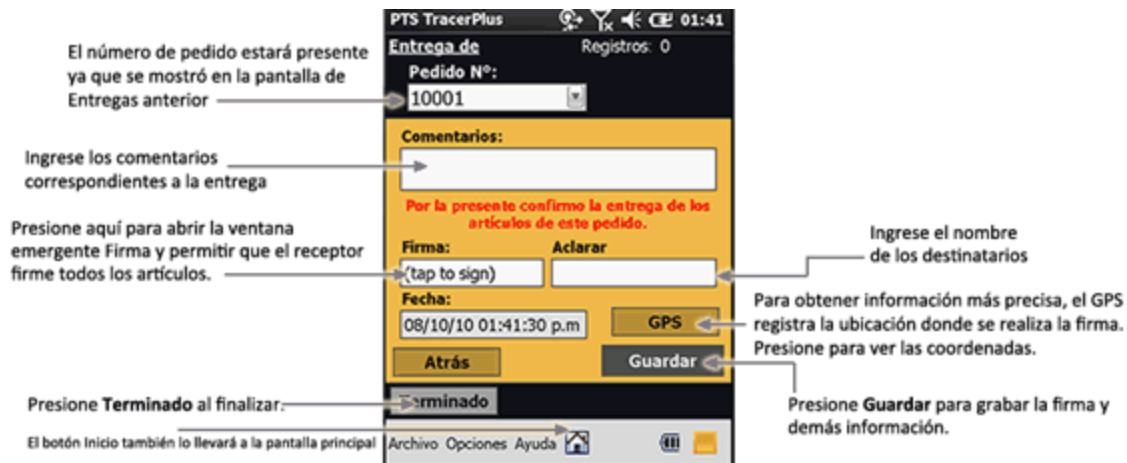 PTS TracerPlus 01:41
Entrega de Registros: 0
Pedido Nº:
10001
Comentarios:
Por la presente confirmo la entrega de los
artículos de este pedido.
Firma: Aclarar
(tap to sign)
Fecha:
08/10/10 01:41:30 p.m GPS
Atrás Guardar
Terminado
Archivo Opciones Ayuda
El número de pedido estará presente
ya que se mostró en la pantalla de
Entregas anterior
Ingrese los comentarios
correspondientes a la entrega
Presione aquí para abrir la ventana
emergente Firma y permitir que el receptor
firme todos los artículos.
Presione Terminado al finalizar.
El botón Inicio también lo llevará a la pantalla principal
Ingrese el nombre
de los destinatarios
Para obtener información más precisa, el GPS
registra la ubicación donde se realiza la firma.
Presione para ver las coordenadas.
Presione Guardar para grabar la firma y
demás información.